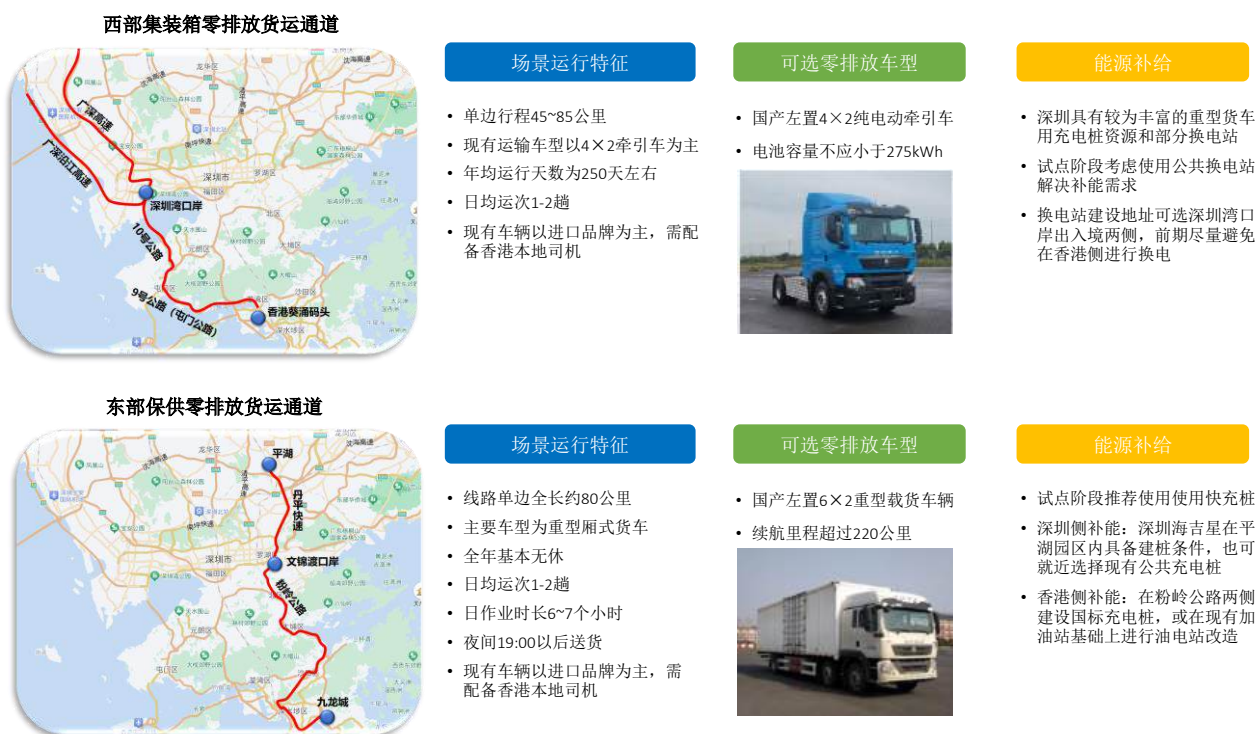 西部集装箱零排放货运通道
广深高速
广深沿江高速
深圳市
深圳湾口岸
10号公路
9号公路（屯门公路）
香港葵涌码头
场景运行特征
• 单边行程45~85公里
• 现有运输车型以4×2牵引车为主
• 年均运行天数为250天左右
• 日均运次1-2趟
• 现有车辆以进口品牌为主，需配
备香港本地司机
可选零排放车型
• 国产左置4×2纯电动牵引车
• 电池容量不应小于275kWh
能源补给
• 深圳具有较为丰富的重型货车
用充电桩资源和部分换电站
• 试点阶段考虑使用公共换电站
解决补能需求
• 换电站建设地址可选深圳湾口
岸出入境两侧，前期尽量避免
在香港侧进行换电
东部保供零排放货运通道
平湖
丹平快速
深圳市
文锦渡口岸
粉岭公路
九龙城
场景运行特征
• 线路单边全长约80公里
• 主要车型为重型厢式货车
• 全年基本无休
• 日均运次1-2趟
• 日作业时长6~7个小时
• 夜间19:00以后送货
• 现有车辆以进口品牌为主，需
配备香港本地司机
可选零排放车型
• 国产左置6×2重型载货车辆
• 续航里程超过220公里
能源补给
• 试点阶段推荐使用使用快充桩
• 深圳侧补能：深圳海吉星在平
湖园区内具备建桩条件，也可
就近选择现有公共充电桩
• 香港侧补能：在粉岭公路两侧
建设国标充电桩，或在现有加
油站基础上进行油电站改造